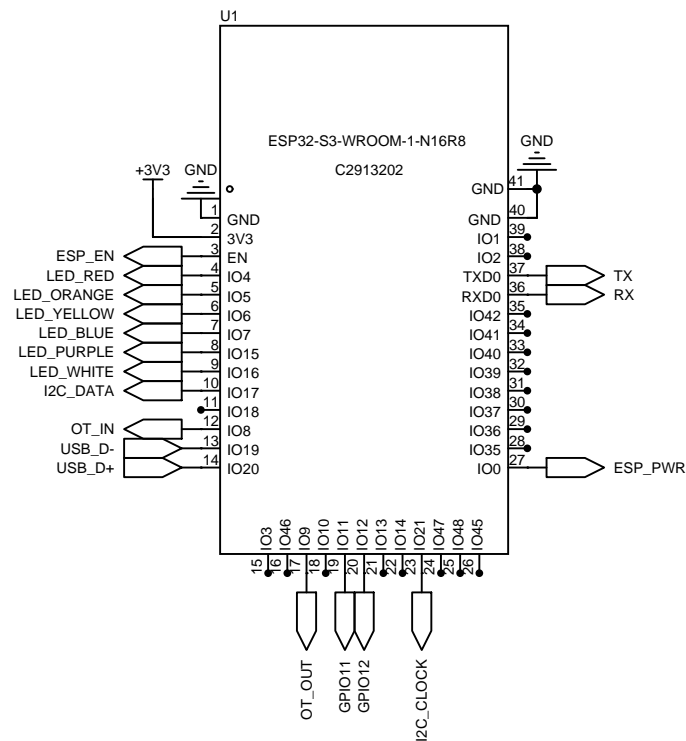 U1
ESP32-S3-WROOM-1-N16R8
C2913202
+3V3
GND
GND
1
GND
2
3V3
ESP_EN
3
EN
LED_RED
4
IO4
LED_ORANGE
5
IO5
LED_YELLOW
6
IO6
LED_BLUE
7
IO7
LED_PURPLE
8
IO15
LED_WHITE
9
IO16
I2C_DATA
10
IO17
11
IO18
OT_IN
12
IO8
USB_D-
13
IO19
USB_D+
14
IO20
GND
41
GND
40
IO1
39
IO2
38
TXD0
37
TX
RXD0
36
RX
IO42
35
IO41
34
IO40
33
IO39
32
IO38
31
IO37
30
IO36
29
IO35
28
IO0
27
ESP_PWR
IO3
15
IO46
16
IO9
17
OT_OUT
IO10
18
IO11
19
GPIO11
IO12
20
GPIO12
IO13
21
IO14
22
IO21
23
I2C_CLOCK
IO47
24
IO48
25
IO45
26